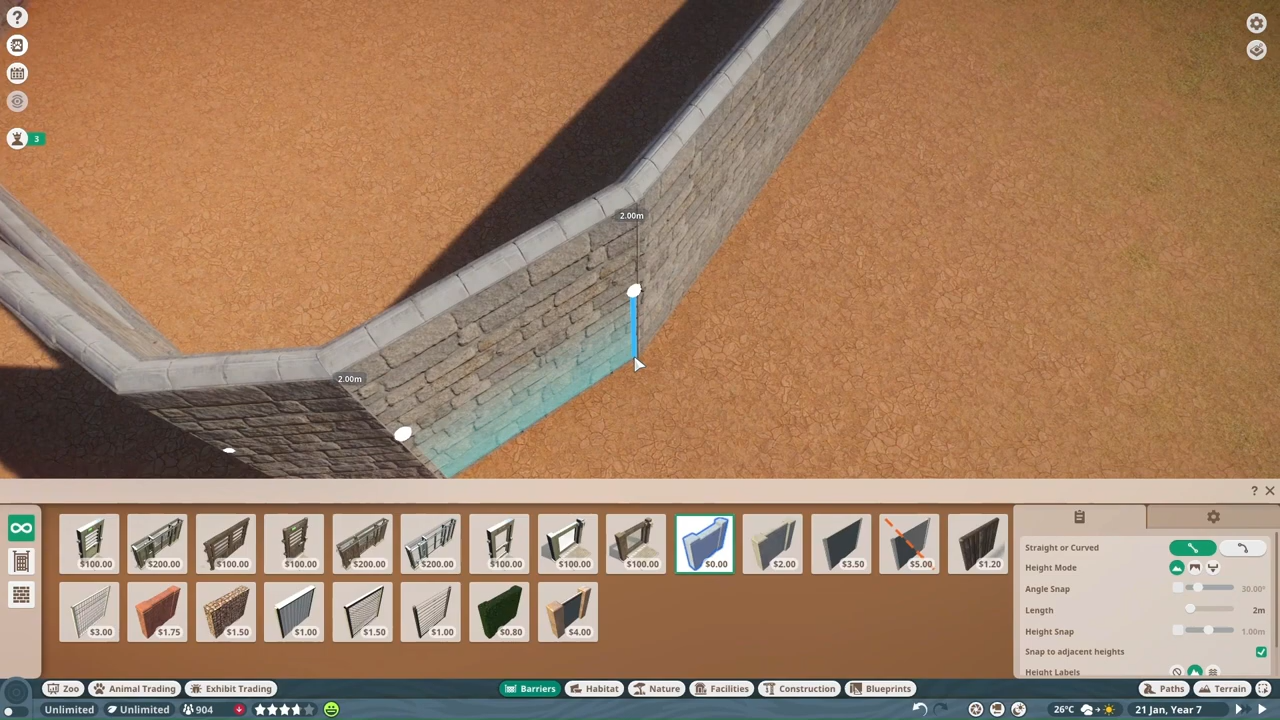 ?
3
2.00m
2.00m
?
$100.00
$200.00
$100.00
$100.00
$200.00
$200.00
$100.00
$100.00
$100.00
$0.00
$2.00
$3.50
$5.00
$1.20
$3.00
$1.75
$1.50
$1.00
$1.50
$1.00
$0.80
$4.00
Straight or Curved
Height Mode
Angle Snap 30.00°
Length 2m
Height Snap 1.00m
Snap to adjacent heights
Height Labels
Zoo Animal Trading Exhibit Trading Barriers Habitat Nature Facilities Construction Blueprints Paths Terrain
Unlimited Unlimited 904 26°C 21 Jan, Year 7